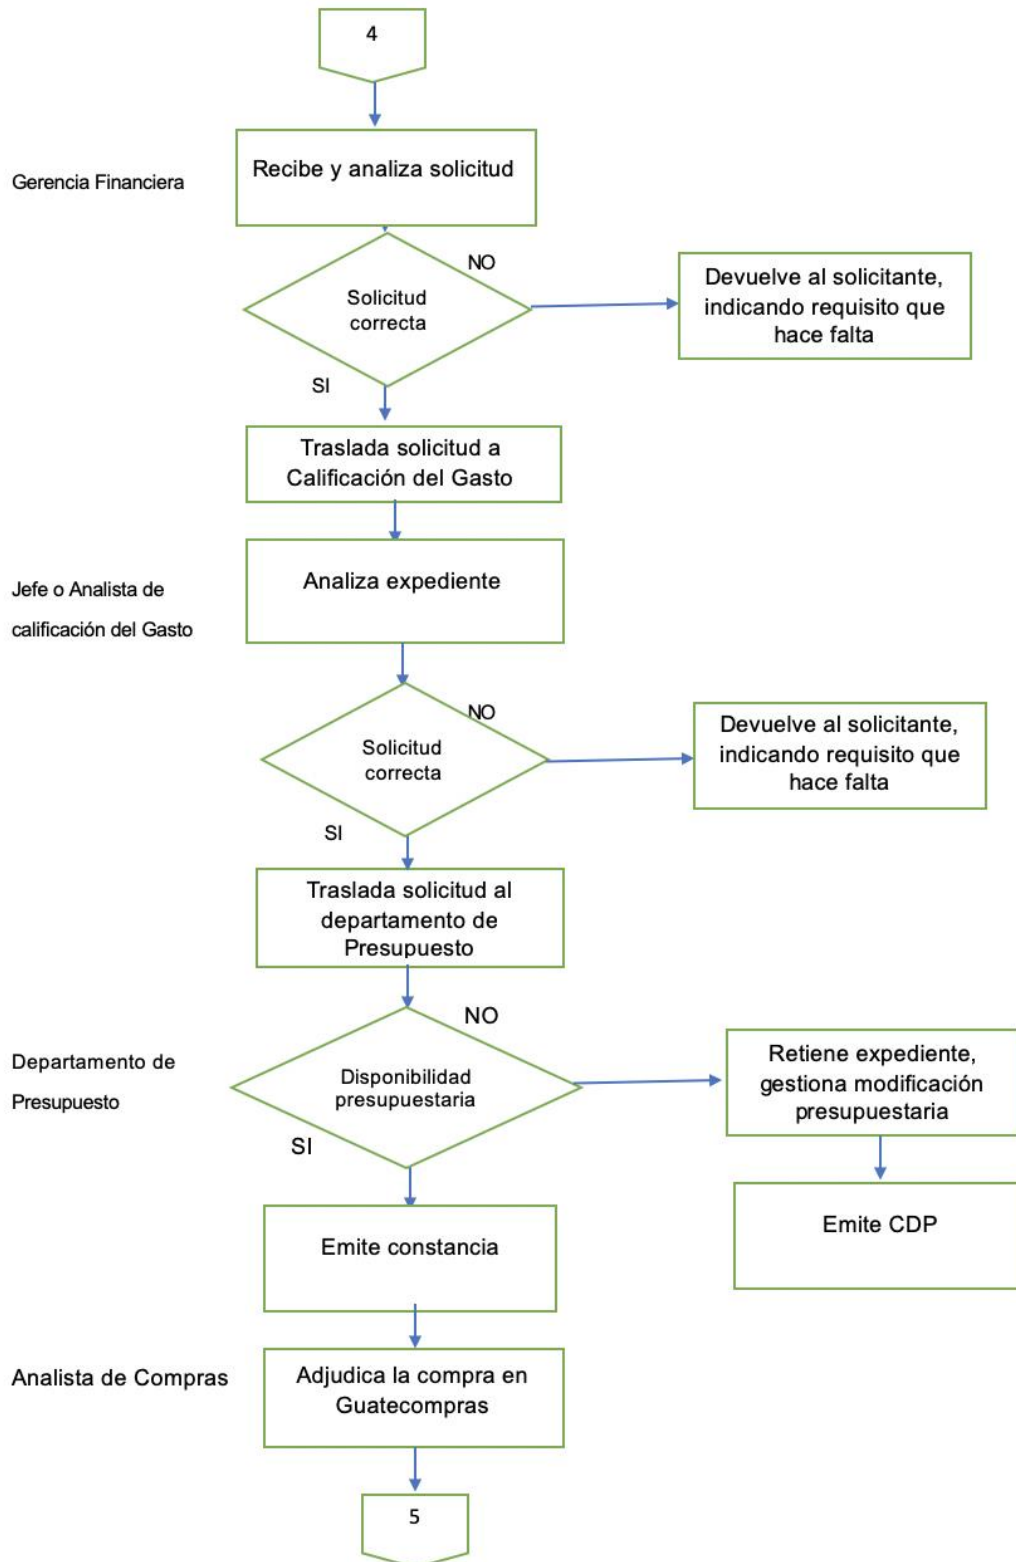 4
Recibe y analiza solicitud
Gerencia Financiera
NO
Solicitud
correcta
Devuelve al solicitante,
indicando requisito que
hace falta
SI
Traslada solicitud a
Calificación del Gasto
Analiza expediente
Jefe o Analista de
calificación del Gasto
NO
Solicitud
correcta
Devuelve al solicitante,
indicando requisito que
hace falta
SI
Traslada solicitud al
departamento de
Presupuesto
NO
Departamento de
Presupuesto
Disponibilidad
presupuestaria
Retiene expediente,
gestiona modificación
presupuestaria
SI
Emite constancia
Emite CDP
Analista de Compras
Adjudica la compra en
Guatecompras
5